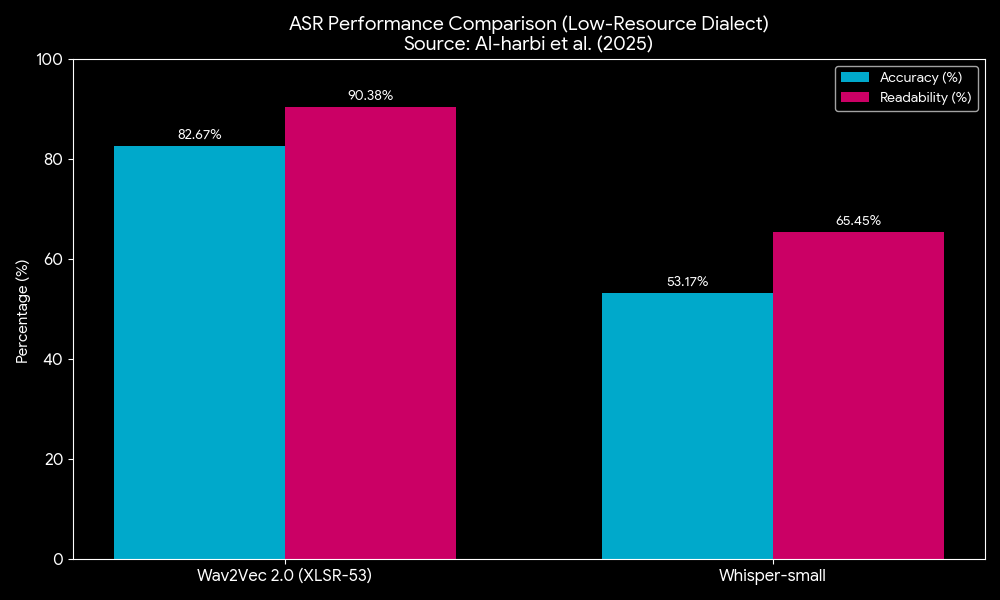 ASR Performance Comparison (Low-Resource Dialect)
Source: Al-harbi et al. (2025)
Accuracy (%)
Readability (%)
Percentage (%)
100
80
60
40
20
0
82.67%
90.38%
53.17%
65.45%
Wav2Vec 2.0 (XLSR-53)
Whisper-small